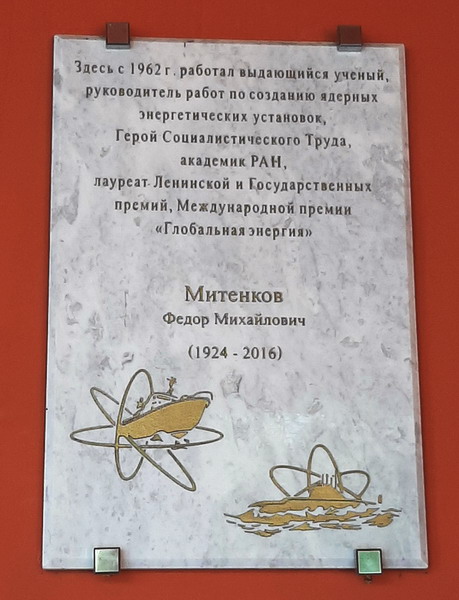 Здесь с 1962 г. работал выдающийся ученый,
руководитель работ по созданию ядерных
энергетических установок,
Герой Социалистического Труда,
академик РАН,
лауреат Ленинской и Государственных
премий, Международной премии
«Глобальная энергия»
Митенков
Федор Михайлович
(1924 - 2016)